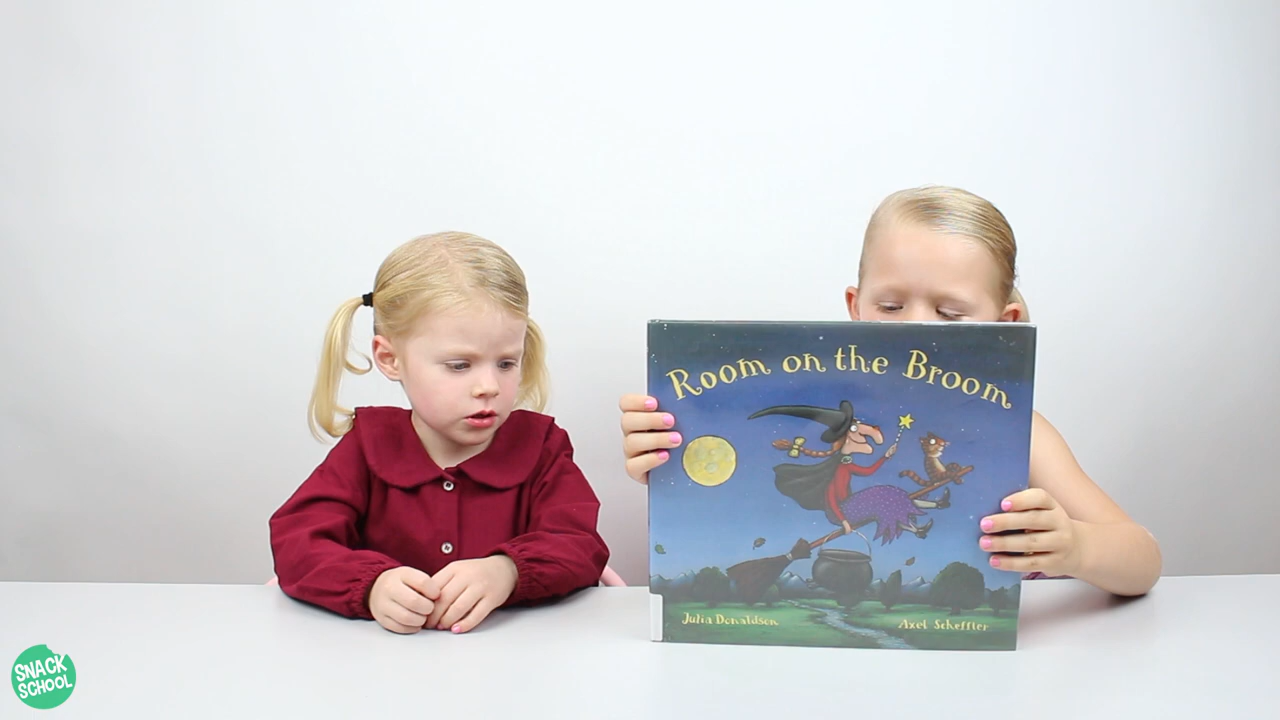 Room on the Broom
Julia Donaldson
Axel Scheffler
SNACK
SCHOOL